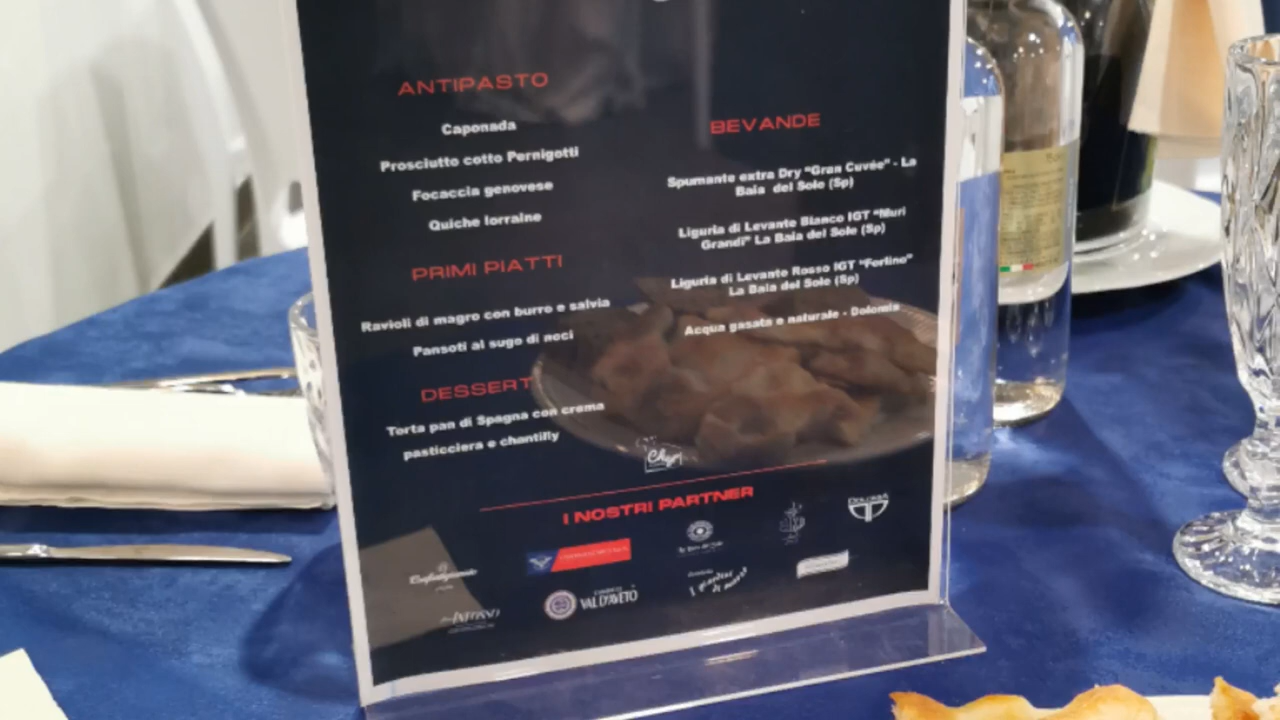 ANTIPASTO
Caponada
Prosciutto cotto Pernigotti
Focaccia genovese
Quiche lorraine
PRIMI PIATTI
Ravioli di magro con burro e salvia
Pansoti al sugo di noci
DESSERT
Torta pan di Spagna con crema
pasticciera e chantilly
BEVANDE
Spumante extra Dry "Gran Cuvée" - La
Baia del Sole (Sp)
Liguria di Levante Bianco IGT "Muri
Grandi" La Baia del Sole (Sp)
Liguria di Levante Rosso IGT "Forlino"
La Baia del Sole (Sp)
Acqua gasata e naturale - Dolomia
Chef
I NOSTRI PARTNER
DOLOMIA
Confartigianato
VAL D'AVETO